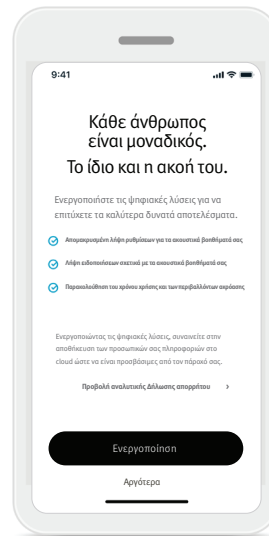 9:41
Κάθε άνθρωπος
είναι μοναδικός.
Το ίδιο και η ακοή του.
Ενεργοποιήστε τις ψηφιακές λύσεις για να
επιτύχετε τα καλύτερα δυνατά αποτελέσματα.
Απομακρυσμένη λήψη ρυθμίσεων για τα ακουστικά βοηθήματά σας
Λήψη ειδοποιήσεων σχετικά με τα ακουστικά βοηθήματά σας
Παρακολούθηση του χρόνου χρήσης και των περιβαλλόντων ακρόασης
Ενεργοποιώντας τις ψηφιακές λύσεις, συναινείτε στην
αποθήκευση των προσωπικών σας πληροφοριών στο
cloud ώστε να είναι προσβάσιμες από τον πάροχό σας.
Προβολή αναλυτικής Δήλωσης απορρήτου
Ενεργοποίηση
Αργότερα